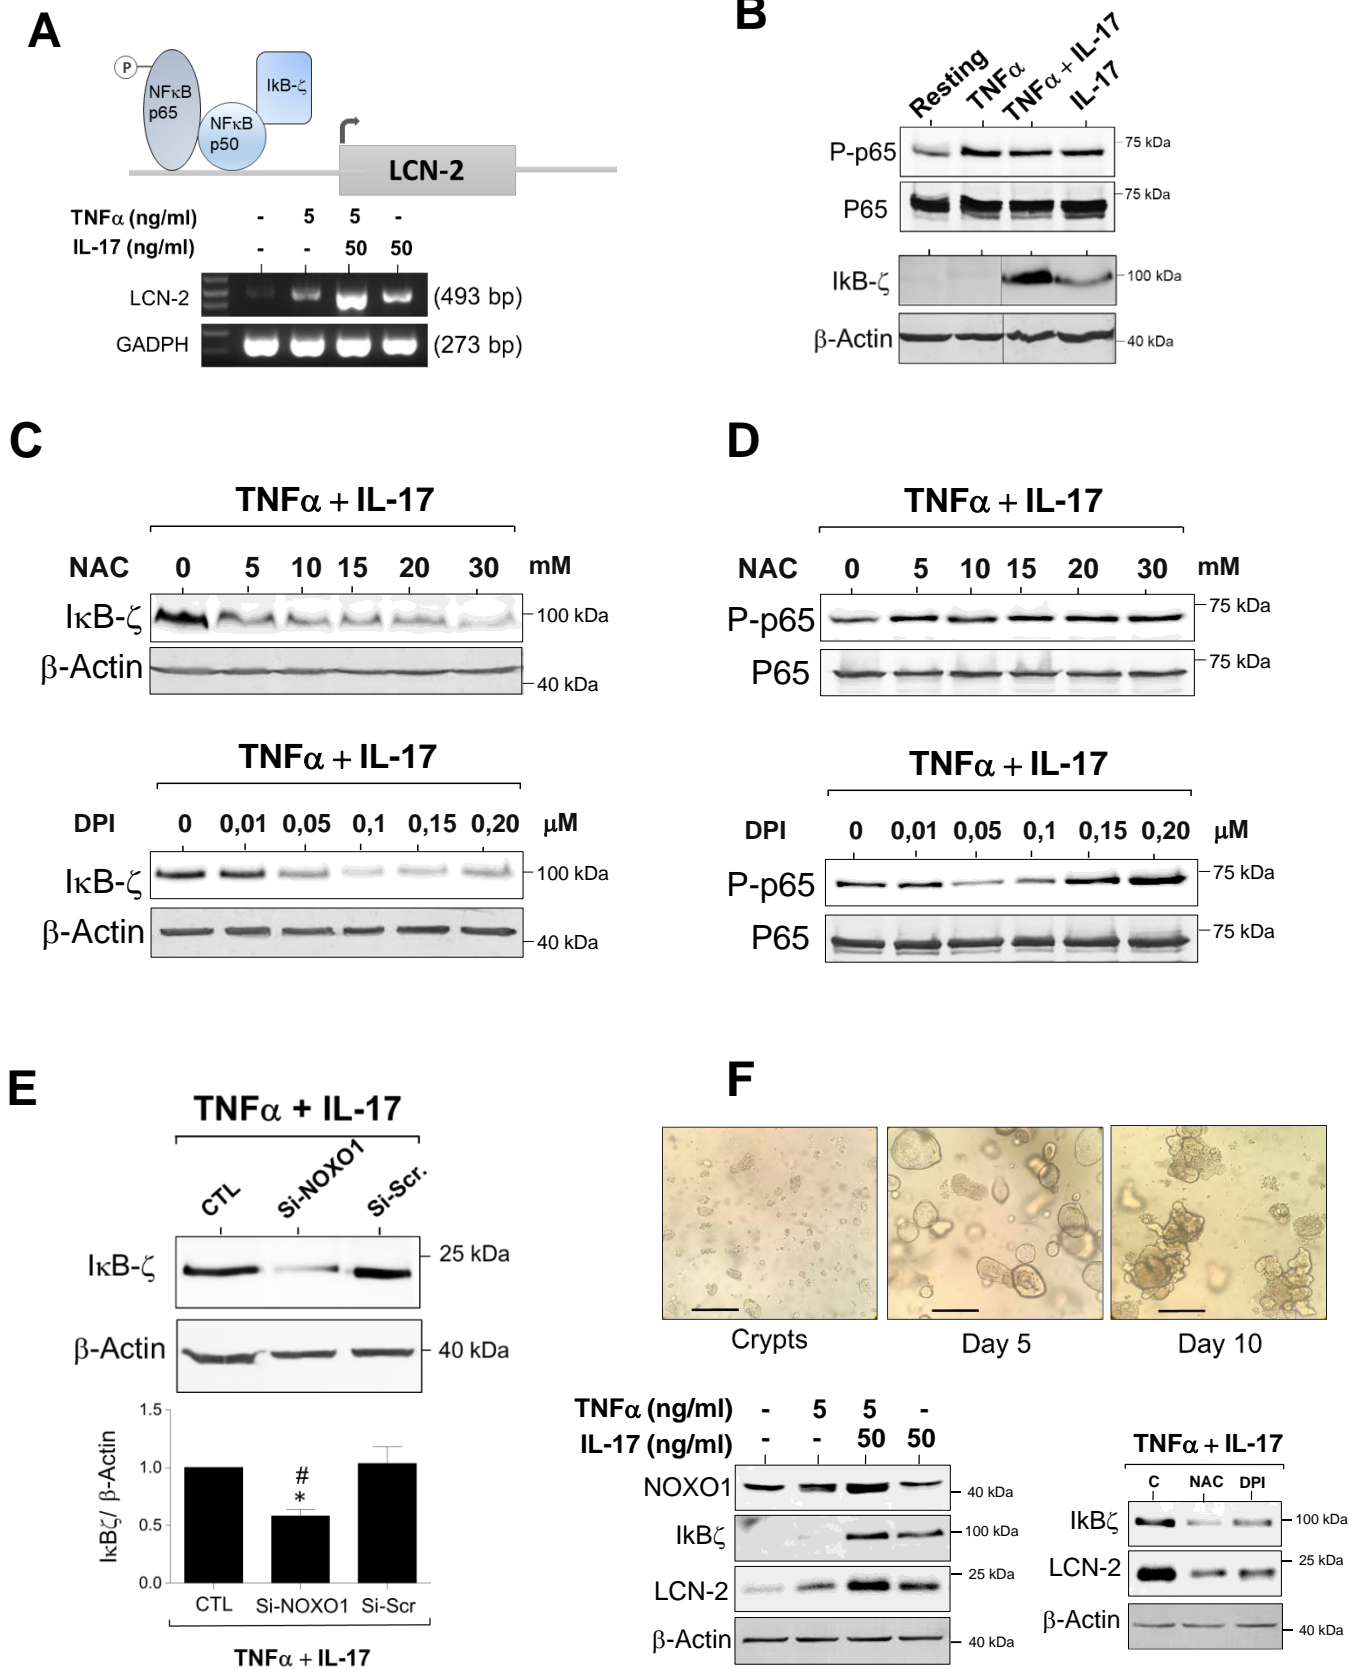 A
P
NFκB
p65
NFκB
p50
IkB-ζ
LCN-2
TNFα (ng/ml) - 5 5 -
IL-17 (ng/ml) - - 50 50
LCN-2 (493 bp)
GADPH (273 bp)
B
Resting TNFα TNFα + IL-17 IL-17
P-p65 75 kDa
P65 75 kDa
IkB-ζ 100 kDa
β-Actin 40 kDa
C
TNFα + IL-17
NAC 0 5 10 15 20 30 mM
IκB-ζ 100 kDa
β-Actin 40 kDa
TNFα + IL-17
DPI 0 0,01 0,05 0,1 0,15 0,20 μM
IκB-ζ 100 kDa
β-Actin 40 kDa
D
TNFα + IL-17
NAC 0 5 10 15 20 30 mM
P-p65 75 kDa
P65 75 kDa
TNFα + IL-17
DPI 0 0,01 0,05 0,1 0,15 0,20 μM
P-p65 75 kDa
P65 75 kDa
E
TNFα + IL-17
CTL Si-NOXO1 Si-Scr.
IκB-ζ 25 kDa
β-Actin 40 kDa
IκBζ/ β-Actin
1.5
1.0
0.5
0.0
#
*
CTL Si-NOXO1 Si-Scr
TNFα + IL-17
F
Crypts Day 5 Day 10
TNFα (ng/ml) - 5 5 -
IL-17 (ng/ml) - - 50 50
NOXO1 40 kDa
IkBζ 100 kDa
LCN-2 25 kDa
β-Actin 40 kDa
TNFα + IL-17
C NAC DPI
IkBζ 100 kDa
LCN-2 25 kDa
β-Actin 40 kDa